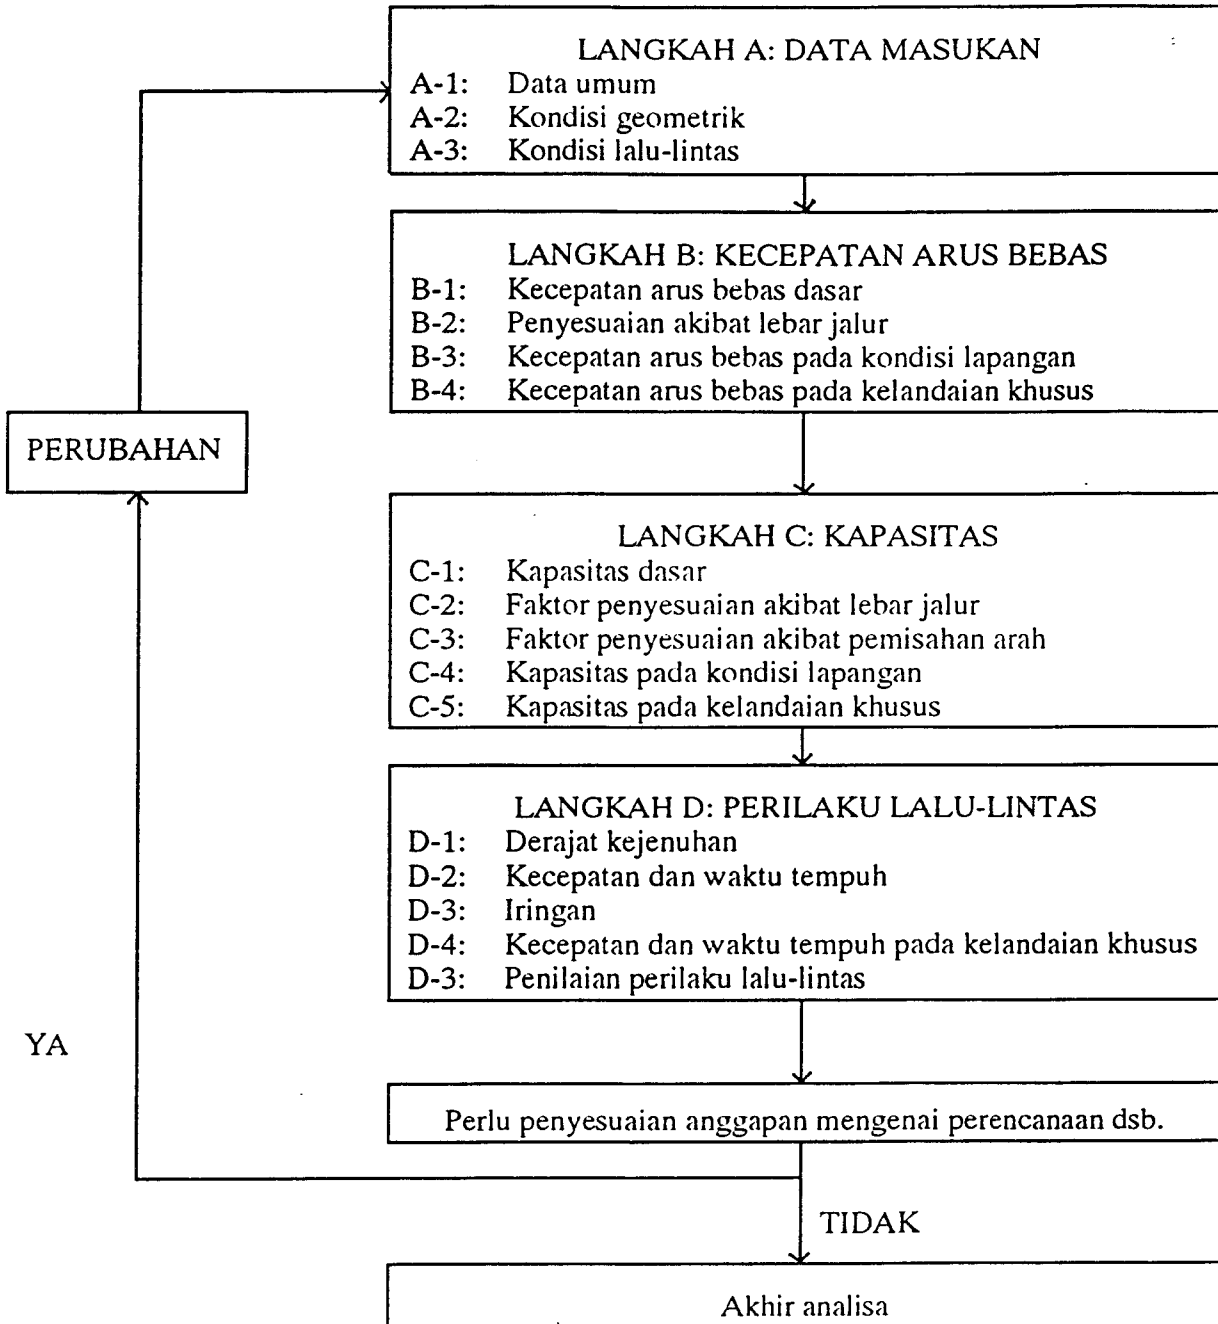 LANGKAH A: DATA MASUKAN
A-1: Data umum
A-2: Kondisi geometrik
A-3: Kondisi lalu-lintas
LANGKAH B: KECEPATAN ARUS BEBAS
B-1: Kecepatan arus bebas dasar
B-2: Penyesuaian akibat lebar jalur
B-3: Kecepatan arus bebas pada kondisi lapangan
B-4: Kecepatan arus bebas pada kelandaian khusus
PERUBAHAN
LANGKAH C: KAPASITAS
C-1: Kapasitas dasar
C-2: Faktor penyesuaian akibat lebar jalur
C-3: Faktor penyesuaian akibat pemisahan arah
C-4: Kapasitas pada kondisi lapangan
C-5: Kapasitas pada kelandaian khusus
LANGKAH D: PERILAKU LALU-LINTAS
D-1: Derajat kejenuhan
D-2: Kecepatan dan waktu tempuh
D-3: Iringan
D-4: Kecepatan dan waktu tempuh pada kelandaian khusus
D-3: Penilaian perilaku lalu-lintas
YA
Perlu penyesuaian anggapan mengenai perencanaan dsb.
TIDAK
Akhir analisa